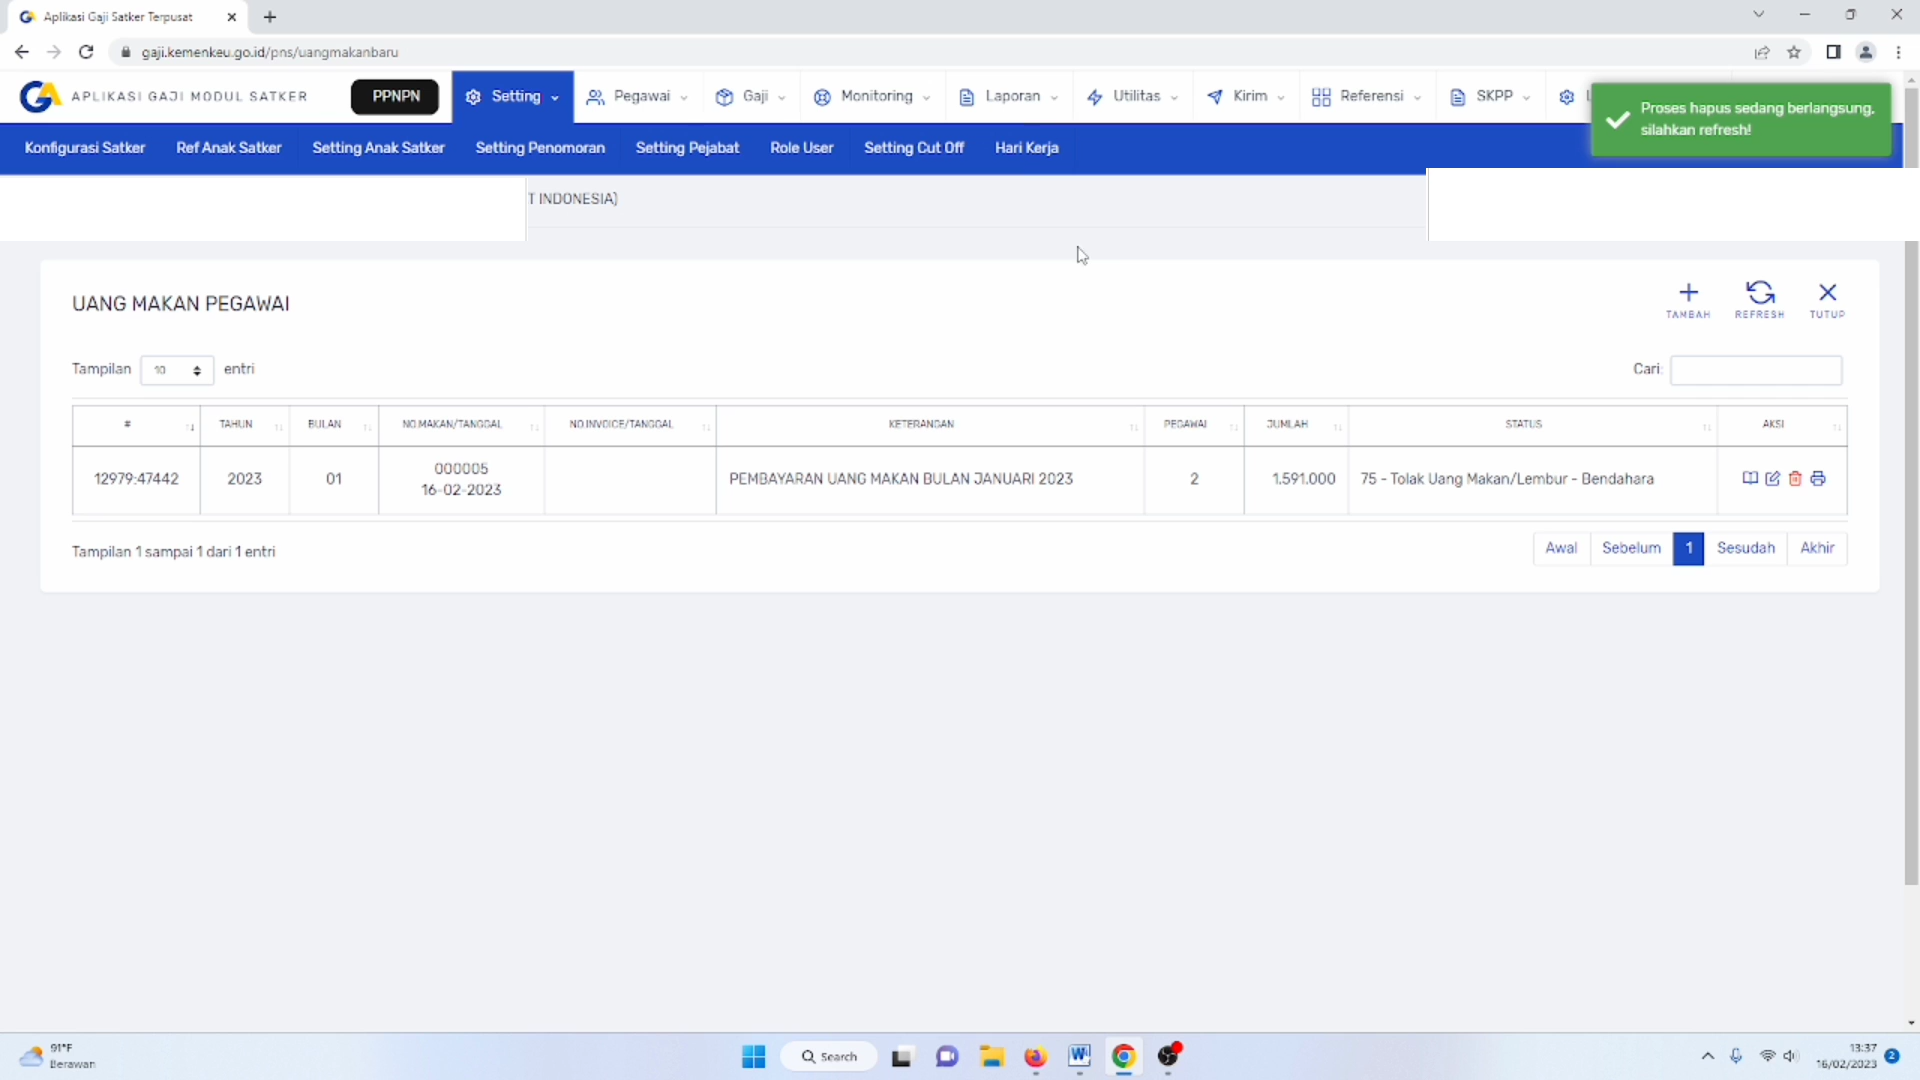 Aplikasi Gaji Satker Terpusat
gaji.kemenkeu.go.id/pns/uangmakanbaru
APLIKASI GAJI MODUL SATKER PPNPN Setting Pegawai Gaji Monitoring Laporan Utilitas Kirim Referensi SKPP
Proses hapus sedang berlangsung,
silahkan refresh!
Konfigurasi Satker Ref Anak Satker Setting Anak Satker Setting Penomoran Setting Pejabat Role User Setting Cut Off Hari Kerja
T INDONESIA)
UANG MAKAN PEGAWAI
TAMBAH REFRESH TUTUP
Tampilan 10 entri Cari:
# TAHUN BULAN NO.MAKAN/TANGGAL NO.INVOICE/TANGGAL KETERANGAN PEGAWAI JUMLAH STATUS AKSI
12979:47442 2023 01 000005 PEMBAYARAN UANG MAKAN BULAN JANUARI 2023 2 1.591.000 75 - Tolak Uang Makan/Lembur - Bendahara
16-02-2023
Tampilan 1 sampai 1 dari 1 entri
Awal Sebelum 1 Sesudah Akhir
91°F
Berawan
Search
13:37
16/02/2023
2